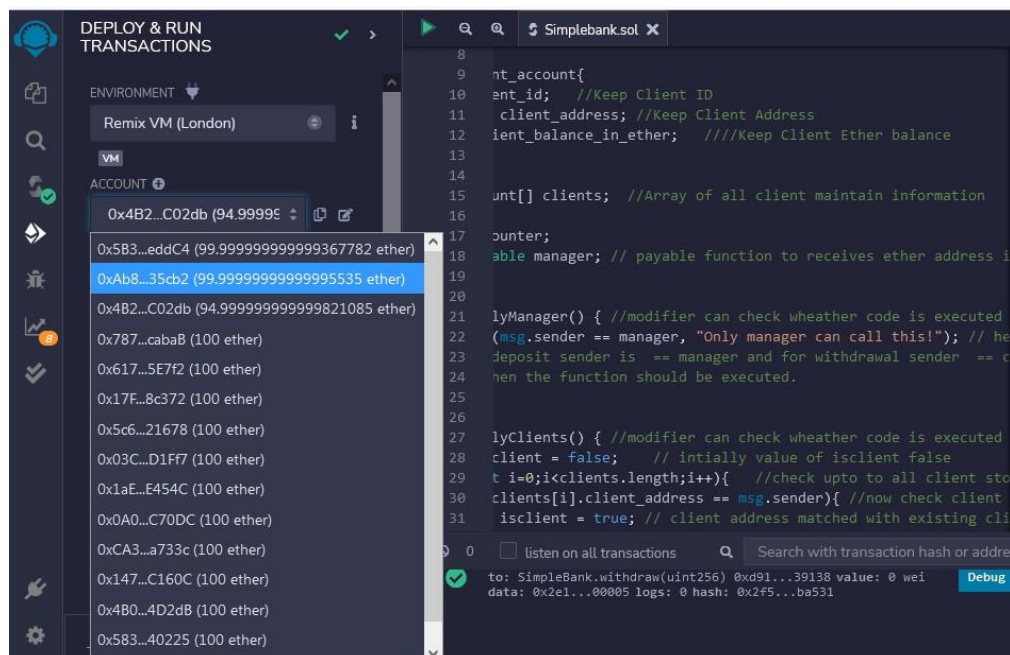 DEPLOY & RUN
TRANSACTIONS
ENVIRONMENT
Remix VM (London)
i
VM
ACCOUNT
0x4B2...C02db (94.99999
0x5B3...eddC4 (99.999999999999367782 ether)
0xAb8...35cb2 (99.99999999999995535 ether)
0x4B2...C02db (94.999999999999821085 ether)
0x787...cabaB (100 ether)
0x617...5E7f2 (100 ether)
0x17F...8c372 (100 ether)
0x5c6...21678 (100 ether)
0x03C...D1Ff7 (100 ether)
0x1aE...E454C (100 ether)
0x0A0...C70DC (100 ether)
0xCA3...a733c (100 ether)
0x147...C160C (100 ether)
0x4B0...4D2dB (100 ether)
0x583...40225 (100 ether)
8
Simplebank.sol
8
9 nt_account{
10 ent_id; //Keep Client ID
11 client_address; //Keep Client Address
12 ient_balance_in_ether; ////Keep Client Ether balance
13
14
15 unt[] clients; //Array of all client maintain information
16
17 ounter;
18 able manager; // payable function to receives ether address i
19
20
21 lyManager() { //modifier can check wheather code is executed
22 (msg.sender == manager, "Only manager can call this!"); // he
23 deposit sender is == manager and for withdrawal sender == c
24 hen the function should be executed.
25
26
27 lyClients() { //modifier can check wheather code is executed
28 client = false; // intially value of isclient false
29 t i=0;i<clients.length;i++){ //check upto to all client sto
30 clients[i].client_address == msg.sender){ //now check client
31 isclient = true; // client address matched with existing cli
0 listen on all transactions Search with transaction hash or addre
to: SimpleBank.withdraw(uint256) 0xd91...39138 value: 0 wei Debug
data: 0x2e1...00005 logs: 0 hash: 0x2f5...ba531